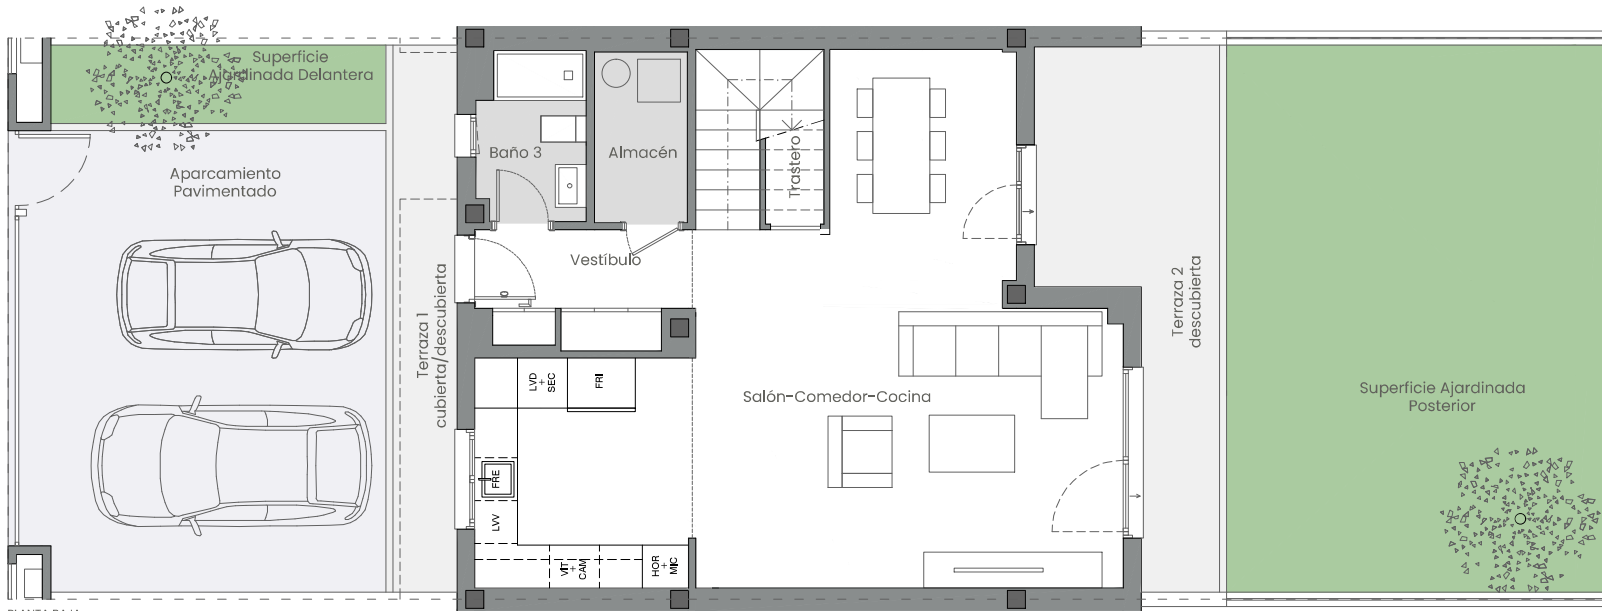 Superficie
Ajardinada Delantera
Aparcamiento
Pavimentado
Baño 3
Almacén
Trastero
Vestíbulo
Terraza 1
cubierta/descubierta
LVD
+
SEC
FRI
FRE
LVV
VIT
+
CAM
HOR
+
MIC
Salón-Comedor-Cocina
Terraza 2
descubierta
Superficie Ajardinada
Posterior